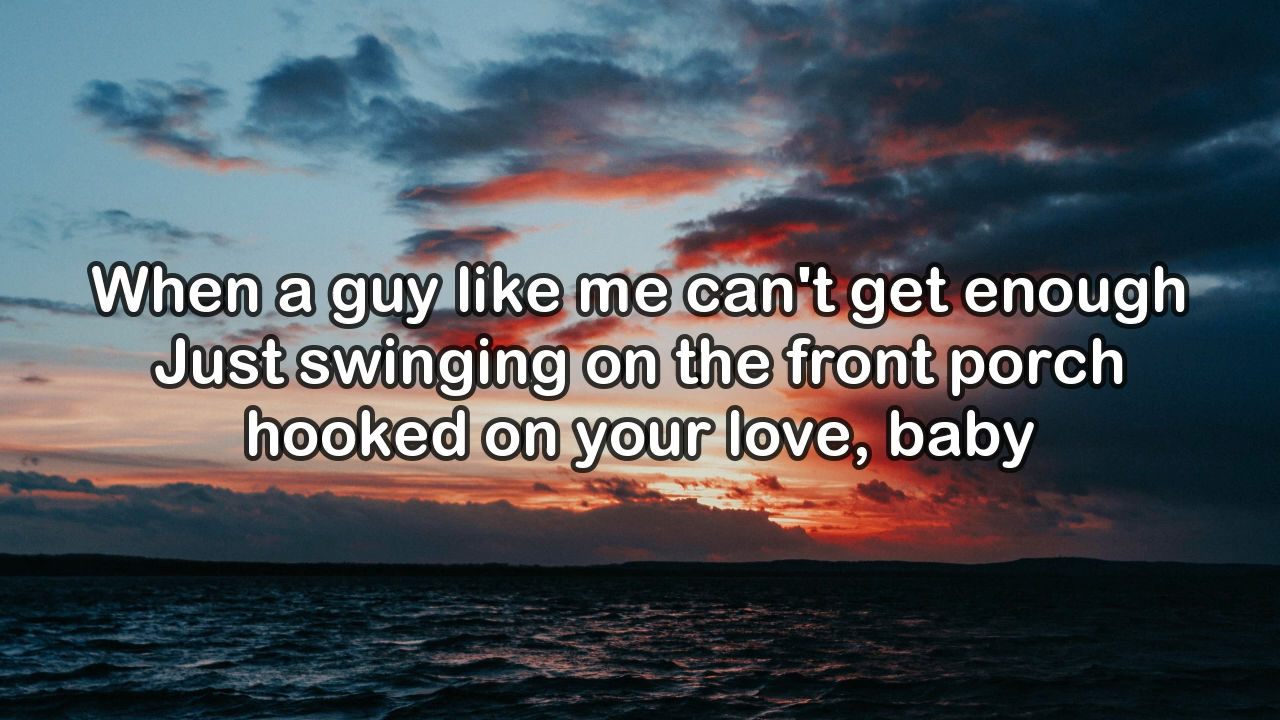 When a guy like me can't get enough
Just swinging on the front porch
hooked on your love, baby